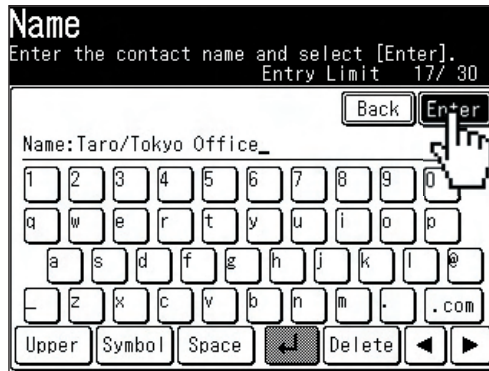 Name
Enter the contact name and select [Enter].
Entry Limit 17/ 30
Back Enter
Name:Taro/Tokyo Office_
1 2 3 4 5 6 7 8 9 0
q w e r t y u i o p
a s d f g h j k l @
_ z x c v b n m . .com
Upper Symbol Space ↵ Delete ◀ ▶